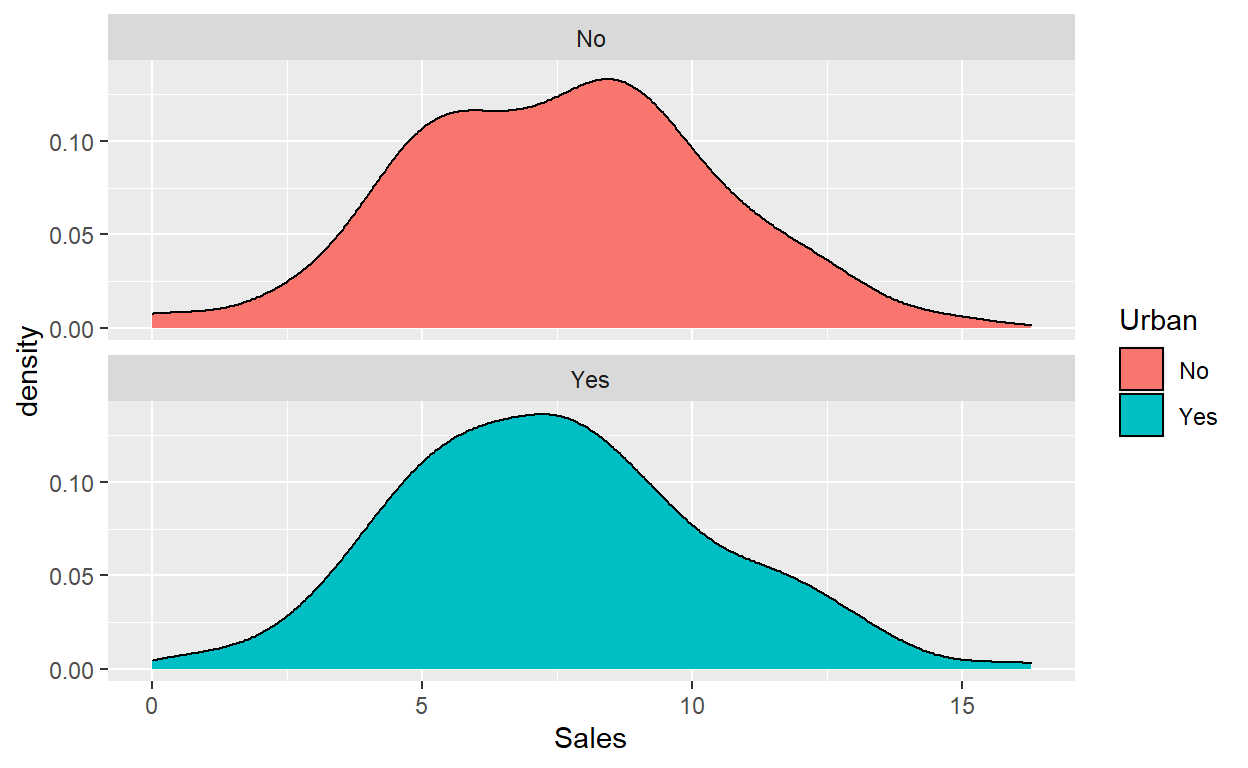 No
0.10
0.05
0.00
Yes
0.10
0.05
0.00
0 5 10 15
Sales
density
Urban
No
Yes